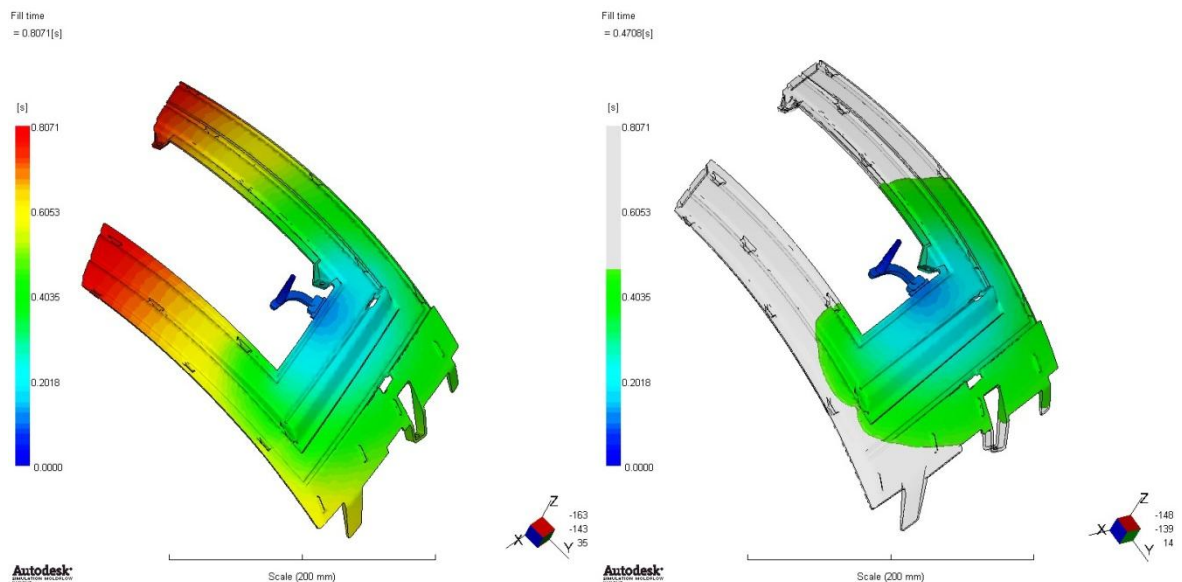 Fill time
= 0.8071[s]
[s]
0.8071
0.6053
0.4035
0.2018
0.0000
Z
X
Y
-163
-143
35
Scale (200 mm)
Autodesk
SIMULATION MOLDFLOW
Fill time
= 0.4708[s]
[s]
0.8071
0.6053
0.4035
0.2018
0.0000
Z
X
Y
-148
-139
14
Scale (200 mm)
Autodesk
SIMULATION MOLDFLOW